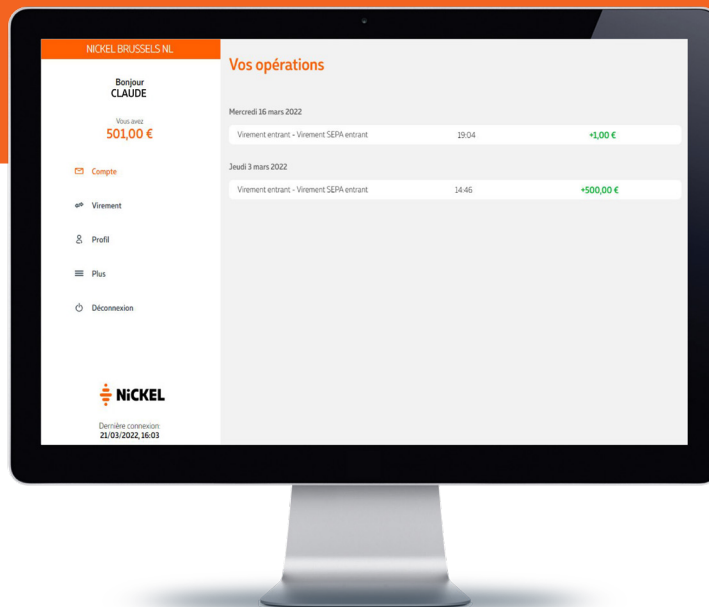 NICKEL BRUSSELS NL
Bonjour
CLAUDE
Vous avez
501,00 €
Compte
Virement
Profil
Plus
Déconnexion
NiCKEL
Dernière connexion:
21/03/2022, 16:03
Vos opérations
Mercredi 16 mars 2022
Virement entrant - Virement SEPA entrant 19:04 +1,00 €
Jeudi 3 mars 2022
Virement entrant - Virement SEPA entrant 14:46 +500,00 €